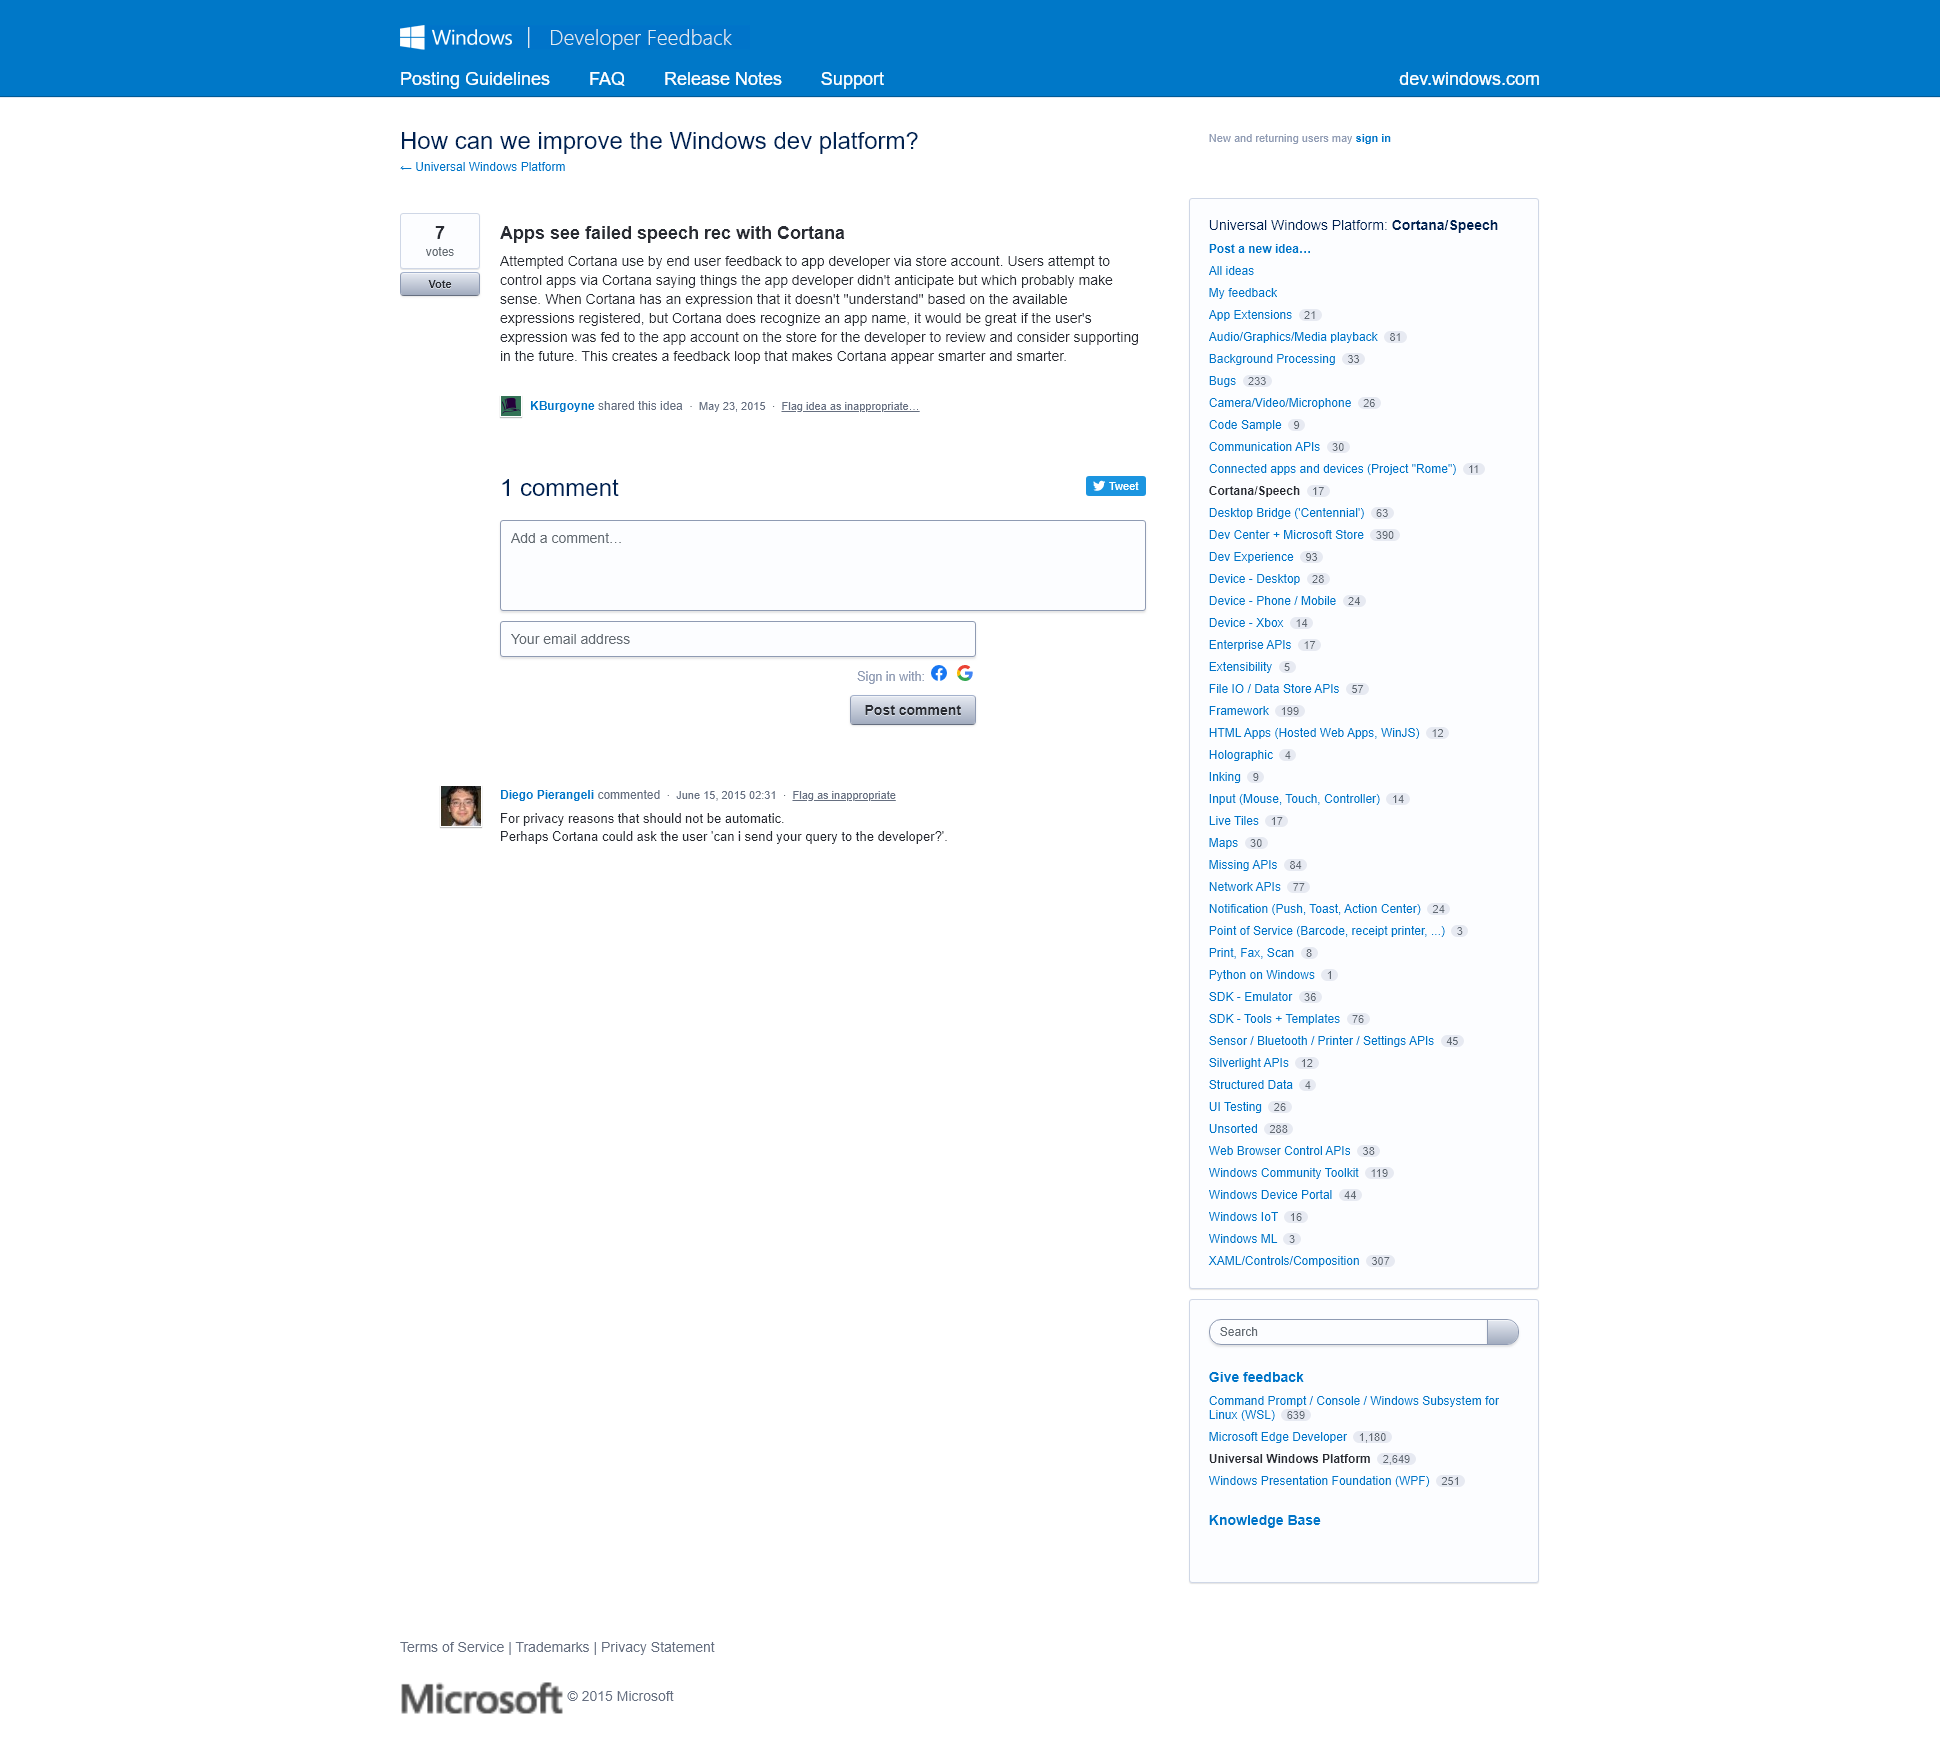 Windows | Developer Feedback
Posting Guidelines FAQ Release Notes Support dev.windows.com
How can we improve the Windows dev platform?
← Universal Windows Platform
New and returning users may sign in
7
votes
Vote
Apps see failed speech rec with Cortana
Attempted Cortana use by end user feedback to app developer via store account. Users attempt to
control apps via Cortana saying things the app developer didn't anticipate but which probably make
sense. When Cortana has an expression that it doesn't "understand" based on the available
expressions registered, but Cortana does recognize an app name, it would be great if the user's
expression was fed to the app account on the store for the developer to review and consider supporting
in the future. This creates a feedback loop that makes Cortana appear smarter and smarter.
KBurgoyne shared this idea · May 23, 2015 · Flag idea as inappropriate…
1 comment
Tweet
Add a comment…
Your email address
Sign in with:
Post comment
Diego Pierangeli commented · June 15, 2015 02:31 · Flag as inappropriate
For privacy reasons that should not be automatic.
Perhaps Cortana could ask the user 'can i send your query to the developer?'.
Universal Windows Platform: Cortana/Speech
Post a new idea…
All ideas
My feedback
App Extensions 21
Audio/Graphics/Media playback 81
Background Processing 33
Bugs 233
Camera/Video/Microphone 26
Code Sample 9
Communication APIs 30
Connected apps and devices (Project "Rome") 11
Cortana/Speech 17
Desktop Bridge ('Centennial') 63
Dev Center + Microsoft Store 390
Dev Experience 93
Device - Desktop 28
Device - Phone / Mobile 24
Device - Xbox 14
Enterprise APIs 17
Extensibility 5
File IO / Data Store APIs 57
Framework 199
HTML Apps (Hosted Web Apps, WinJS) 12
Holographic 4
Inking 9
Input (Mouse, Touch, Controller) 14
Live Tiles 17
Maps 30
Missing APIs 84
Network APIs 77
Notification (Push, Toast, Action Center) 24
Point of Service (Barcode, receipt printer, ...) 3
Print, Fax, Scan 8
Python on Windows 1
SDK - Emulator 36
SDK - Tools + Templates 76
Sensor / Bluetooth / Printer / Settings APIs 45
Silverlight APIs 12
Structured Data 4
UI Testing 26
Unsorted 288
Web Browser Control APIs 38
Windows Community Toolkit 119
Windows Device Portal 44
Windows IoT 16
Windows ML 3
XAML/Controls/Composition 307
Search
Give feedback
Command Prompt / Console / Windows Subsystem for
Linux (WSL) 639
Microsoft Edge Developer 1,180
Universal Windows Platform 2,649
Windows Presentation Foundation (WPF) 251
Knowledge Base
Terms of Service | Trademarks | Privacy Statement
Microsoft © 2015 Microsoft